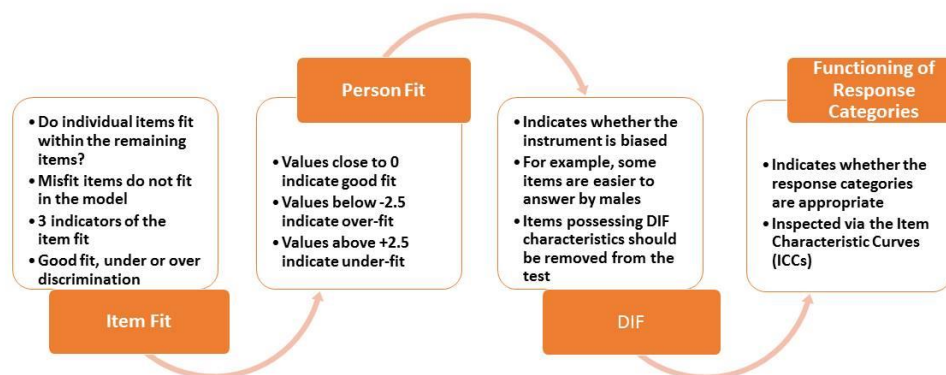 • Do individual items fit
within the remaining
items?
• Misfit items do not fit
in the model
• 3 indicators of the
item fit
• Good fit, under or over
discrimination
Item Fit
Person Fit
• Values close to 0
indicate good fit
• Values below -2.5
indicate over-fit
• Values above +2.5
indicate under-fit
• Indicates whether the
instrument is biased
• For example, some
items are easier to
answer by males
• Items possessing DIF
characteristics should
be removed from the
test
DIF
Functioning of
Response
Categories
• Indicates whether the
response categories
are appropriate
• Inspected via the Item
Characteristic Curves
(ICCs)